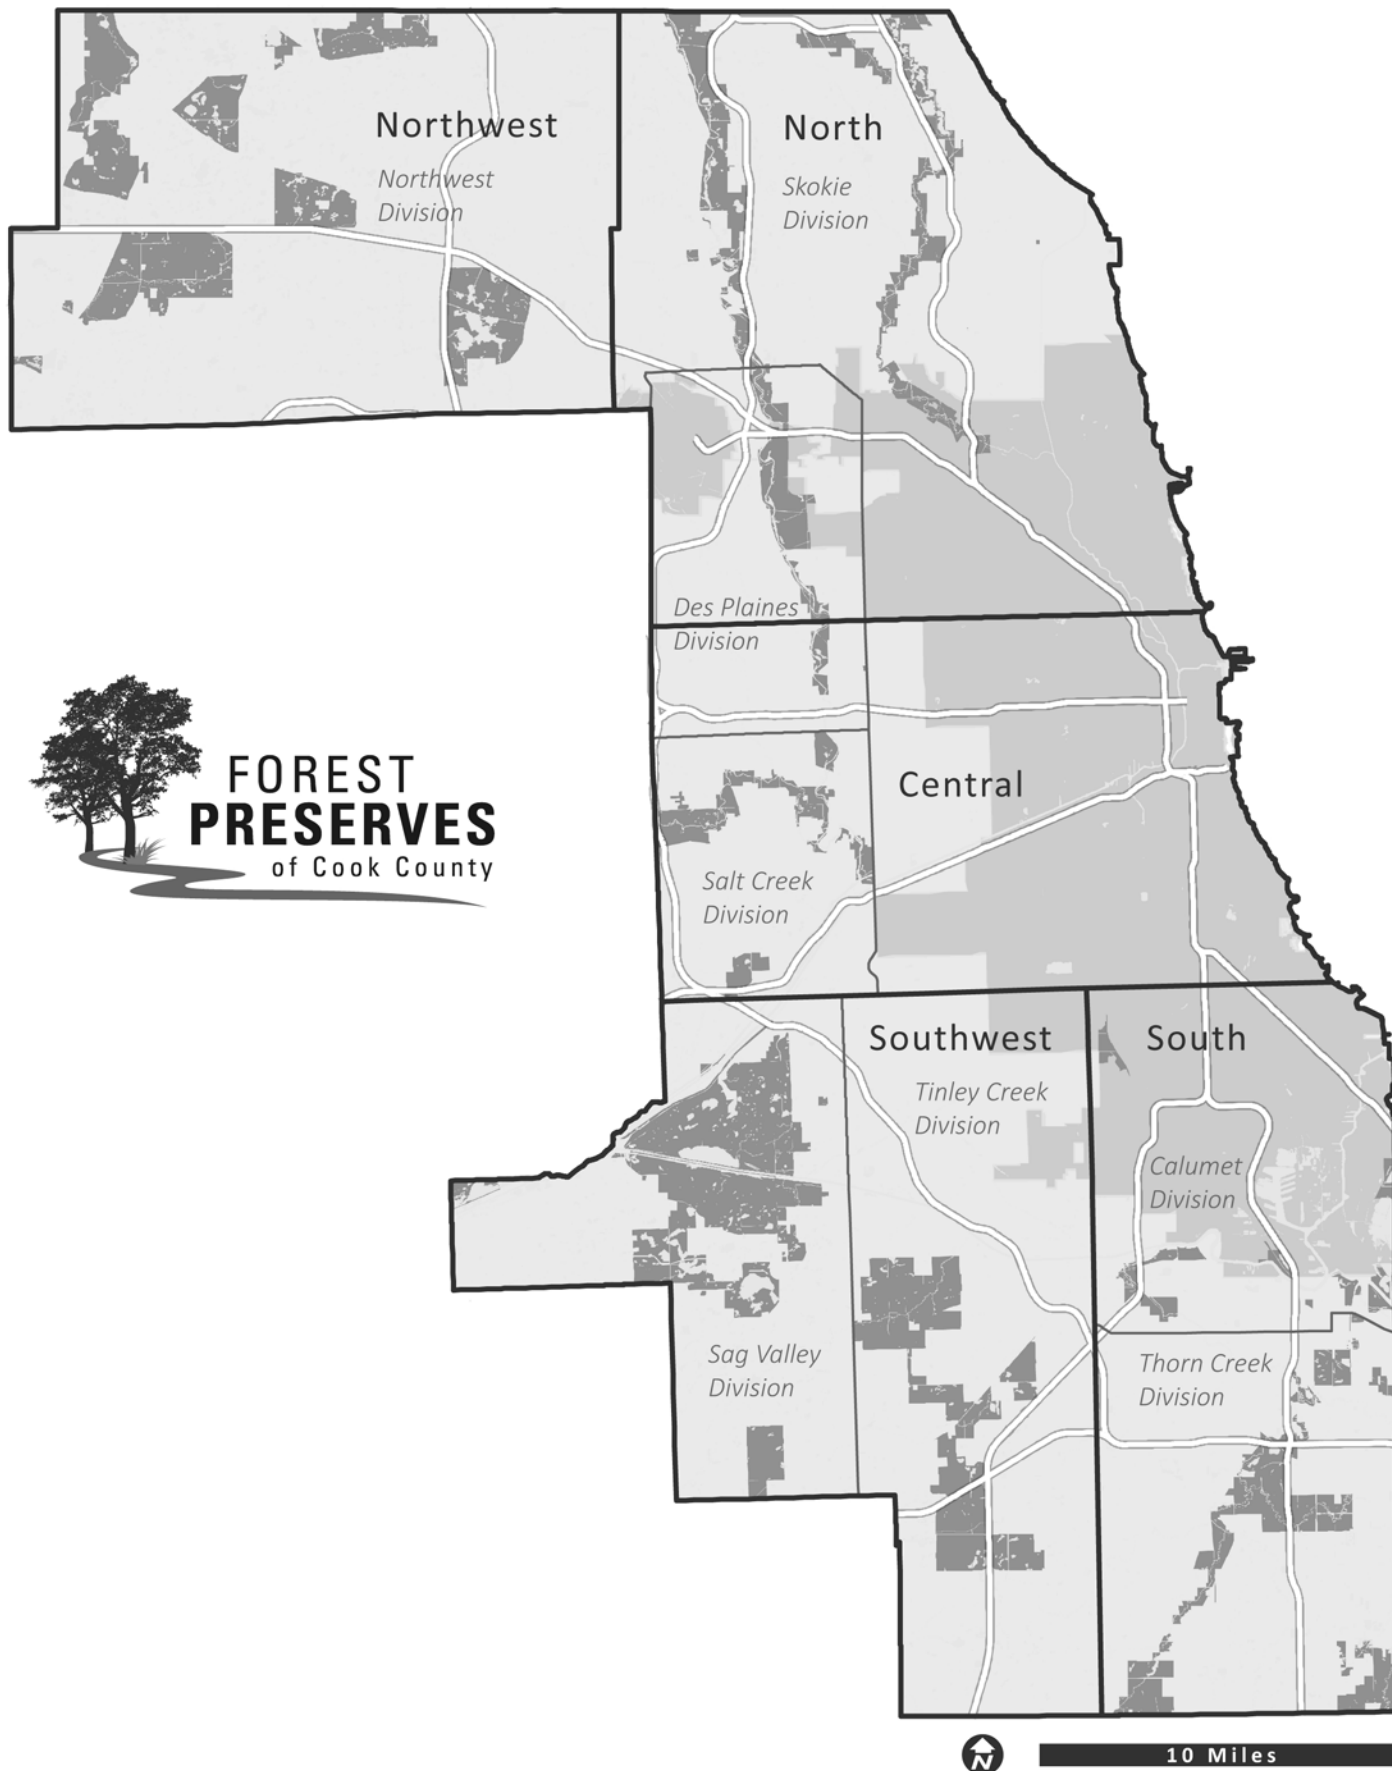 Northwest
Northwest
Division
North
Skokie
Division
Des Plaines
Division
FOREST
PRESERVES
of Cook County
Central
Salt Creek
Division
Southwest
Tinley Creek
Division
South
Calumet
Division
Sag Valley
Division
Thorn Creek
Division
N
10 Miles